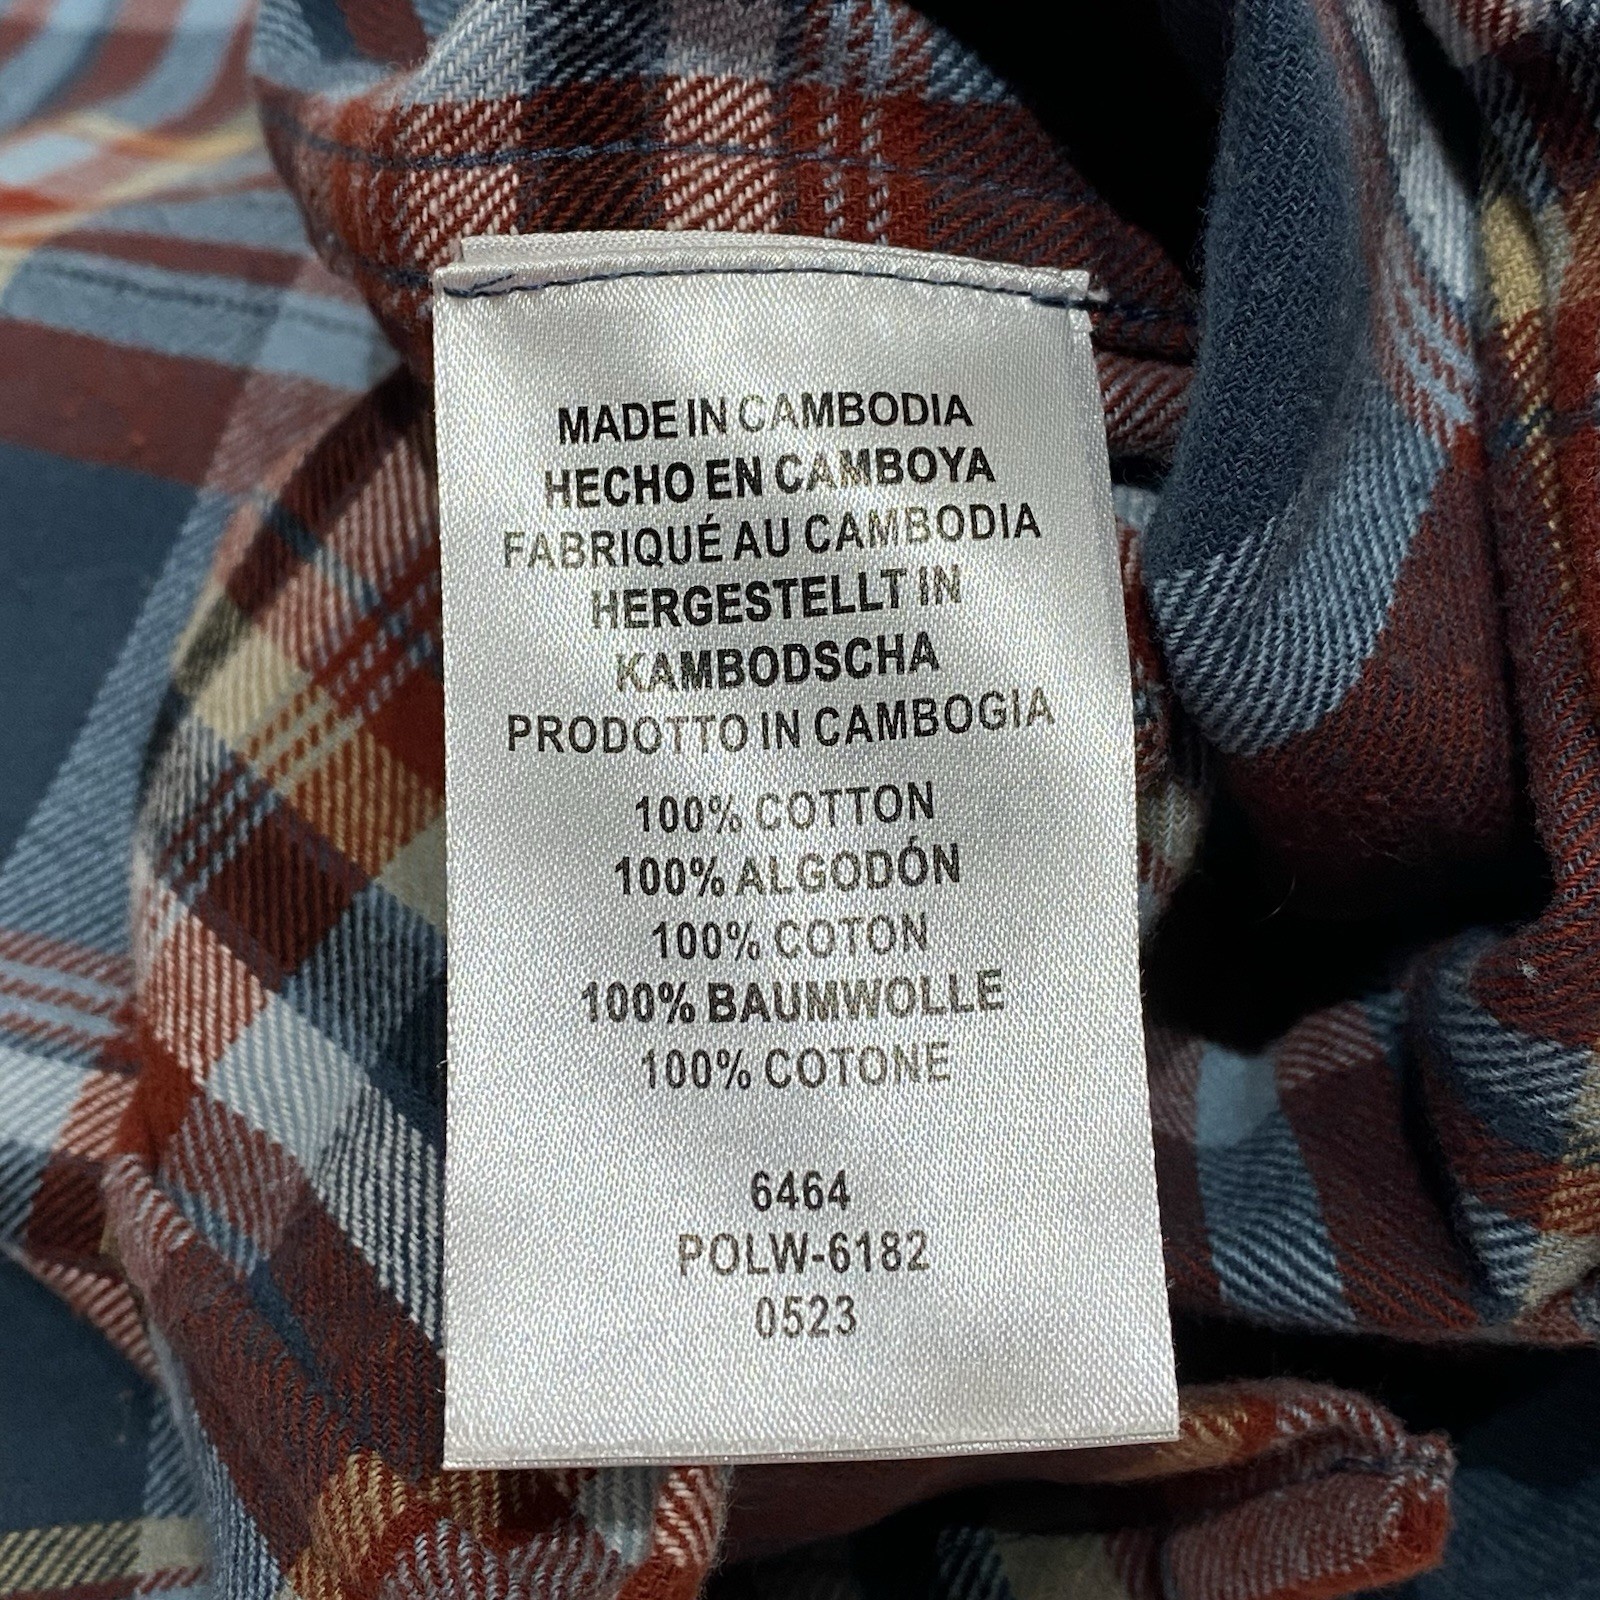 MADE IN CAMBODIA
HECHO EN CAMBOYA
FABRIQUÉ AU CAMBODIA
HERGESTELLT IN
KAMBODSCHA
PRODOTTO IN CAMBOGIA
100% COTTON
100% ALGODÓN
100% COTON
100% BAUMWOLLE
100% COTONE
6464
POLW-6182
0523